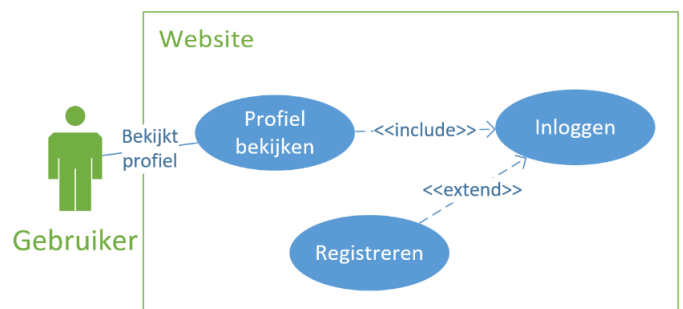 Website
Gebruiker
Bekijkt
profiel
Profiel
bekijken
<<include>>
Inloggen
<<extend>>
Registreren